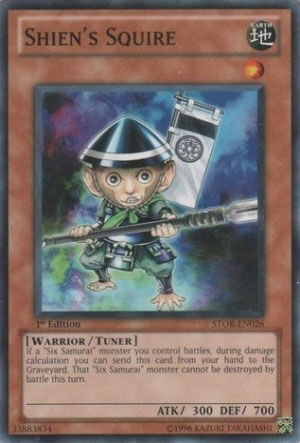 SHIEN'S SQUIRE
EARTH
地
1st Edition
STOR-EN026
[WARRIOR / TUNER]
If a "Six Samurai" monster you control battles, during damage
calculation you can send this card from your hand to the
Graveyard. That "Six Samurai" monster cannot be destroyed by
battle this turn.
ATK/ 300 DEF/ 700
33883834
©1996 KAZUKI TAKAHASHI